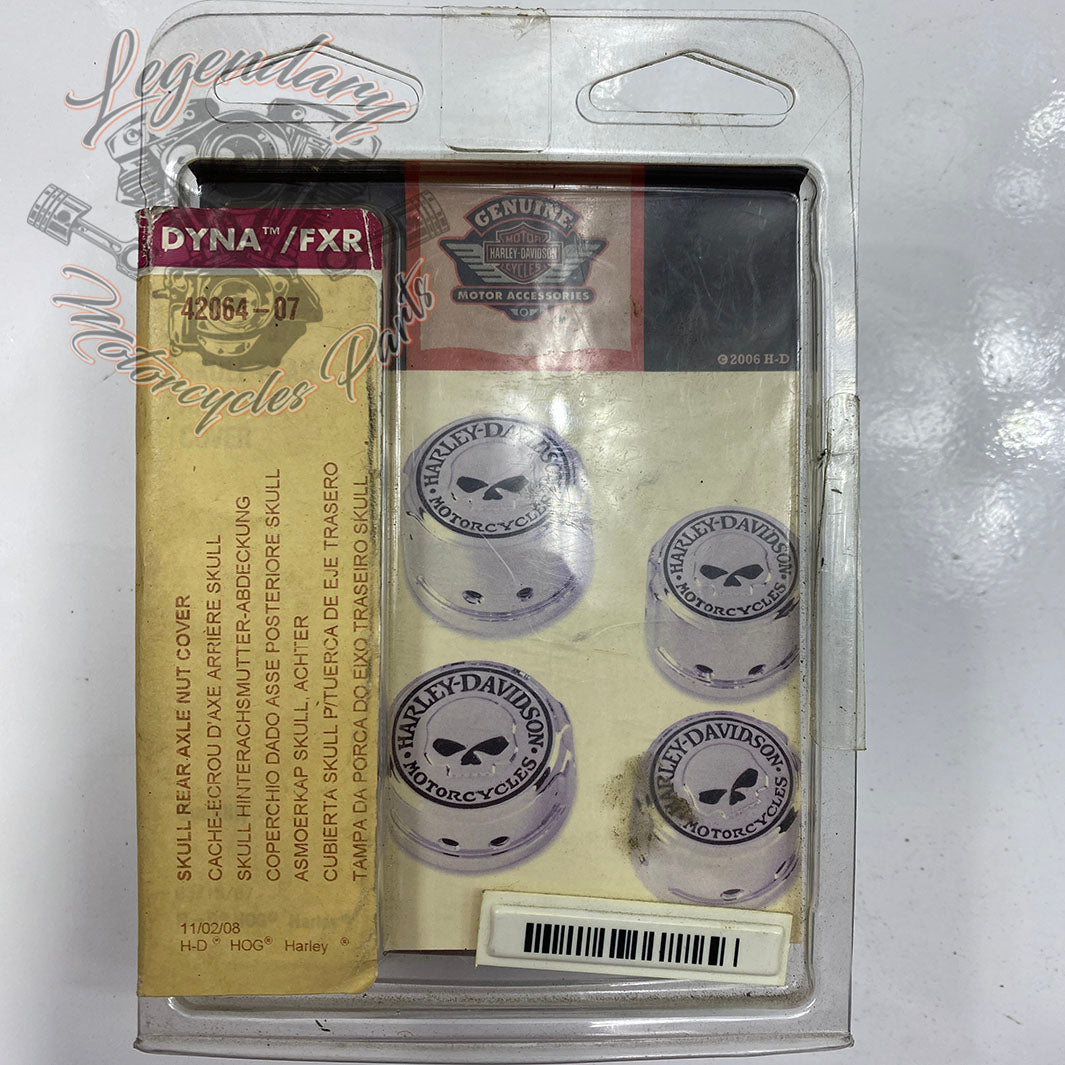 Legendary
Motorcycles Parts
DYNA™/FXR
42064-07
SKULL REAR AXLE NUT COVER
CACHE-ECROU D'AXE ARRIÈRE SKULL
SKULL HINTERACHSMUTTER-ABDECKUNG
COPERCHIO DADO ASSE POSTERIORE SKULL
ASMOERKAP SKULL, ACHTER
CUBIERTA SKULL P/TUERCA DE EJE TRASERO
TAMPA DA PORCA DO EIXO TRASEIRO SKULL
11/02/08
H-D® HOG® Harley®
GENUINE
MOTOR
HARLEY-DAVIDSON
CYCLES
MOTOR ACCESSORIES
© 2006 H-D
HARLEY-DAVIDSON
MOTORCYCLES
HARLEY-DAVIDSON
MOTORCYCLES
HARLEY-DAVIDSON
MOTORCYCLES
HARLEY-DAVIDSON
MOTORCYCLES